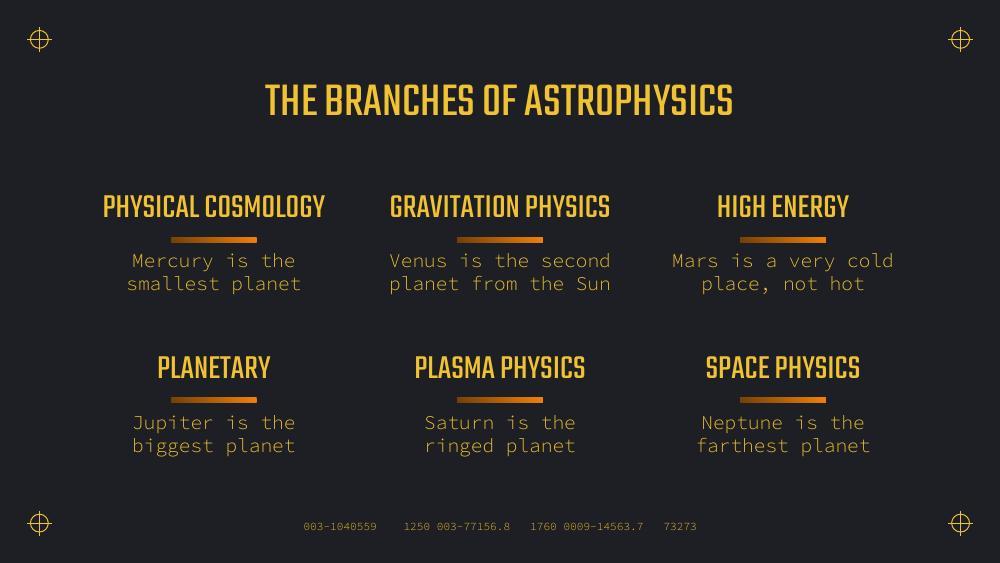 THE BRANCHES OF ASTROPHYSICS
PHYSICAL COSMOLOGY
Mercury is the
smallest planet
GRAVITATION PHYSICS
Venus is the second
planet from the Sun
HIGH ENERGY
Mars is a very cold
place, not hot
PLANETARY
Jupiter is the
biggest planet
PLASMA PHYSICS
Saturn is the
ringed planet
SPACE PHYSICS
Neptune is the
farthest planet
003-1040559 1250 003-77156.8 1760 0009-14563.7 73273